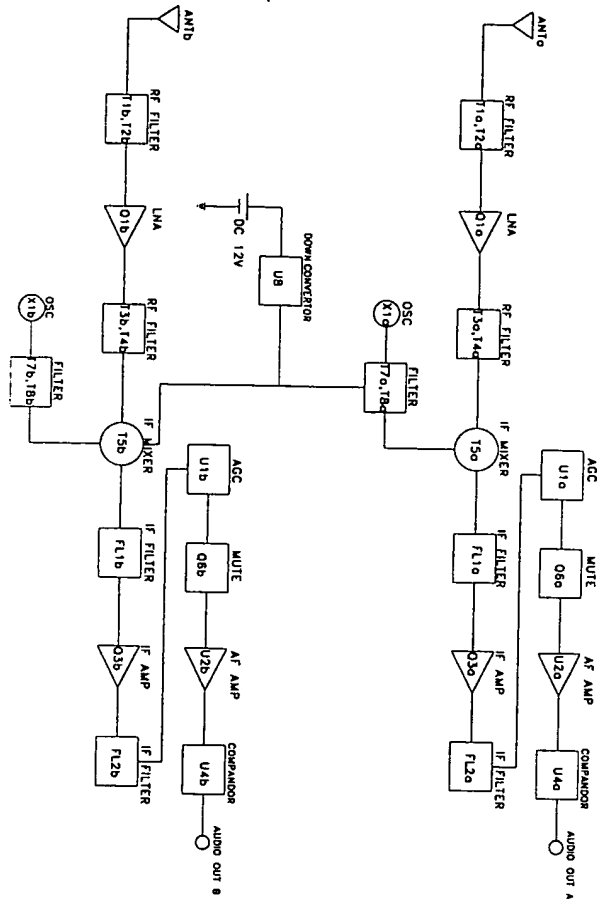 ANTa
RF FILTER
T1a,T2a
LNA
Q1a
RF FILTER
T3a,T4a
IF MIXER
T5a
IF FILTER
FL1a
IF AMP
Q3a
IF FILTER
FL2a
AGC
U1a
MUTE
Q6a
AF AMP
U2a
COMPANDOR
U4a
AUDIO OUT A
OSC
X1a
FILTER
T7a,T8a
DOWN CONVERTOR
U8
DC 12V
ANTb
RF FILTER
T1b,T2b
LNA
Q1b
RF FILTER
T3b,T4b
IF MIXER
T5b
IF FILTER
FL1b
IF AMP
Q3b
IF FILTER
FL2b
AGC
U1b
MUTE
Q6b
AF AMP
U2b
COMPANDOR
U4b
AUDIO OUT B
OSC
X1b
FILTER
T7b,T8b